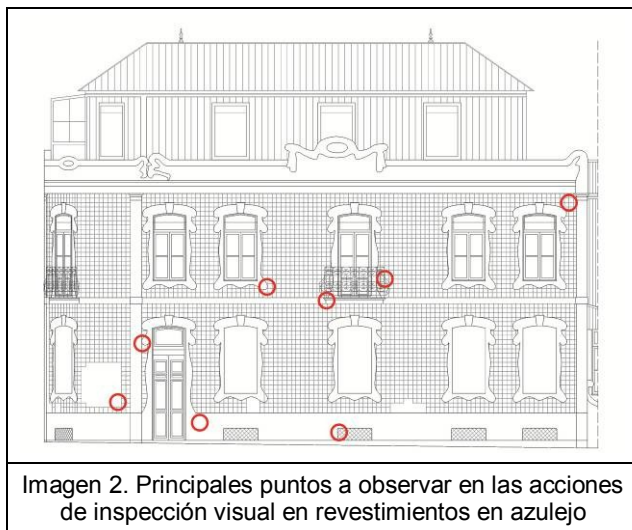 Imagen 2. Principales puntos a observar en las acciones
de inspección visual en revestimientos en azulejo